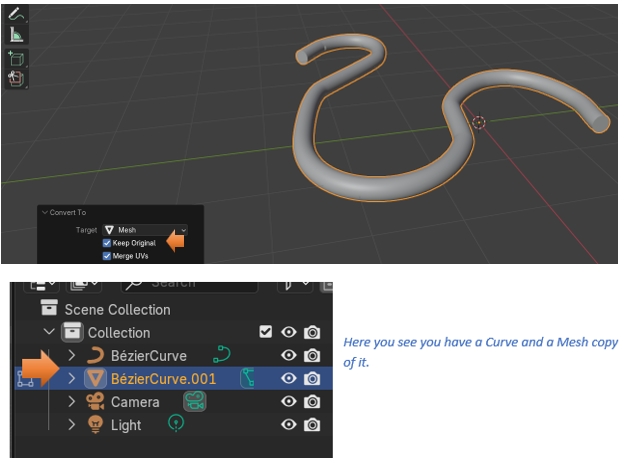 Convert To
Target Mesh
Keep Original
Merge UVs
Search
Scene Collection
Collection
BézierCurve
BézierCurve.001
Camera
Light
Here you see you have a Curve and a Mesh copy
of it.